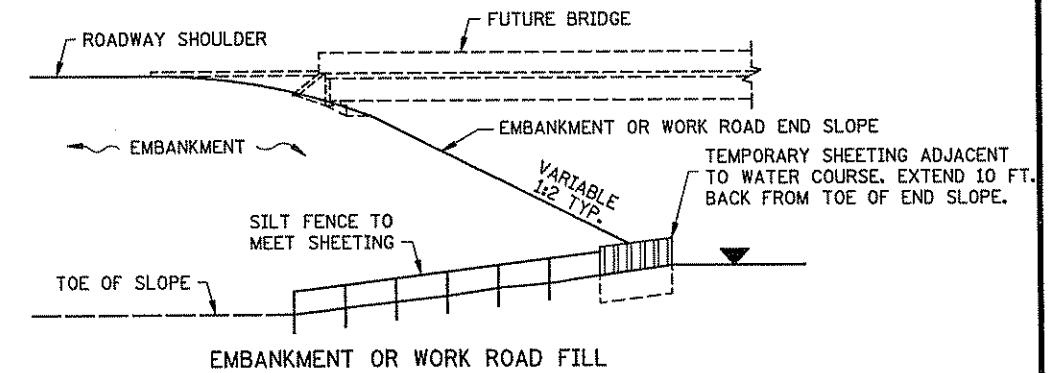 FUTURE BRIDGE
ROADWAY SHOULDER
EMBANKMENT OR WORK ROAD END SLOPE
EMBANKMENT
TEMPORARY SHEETING ADJACENT
TO WATER COURSE. EXTEND 10 FT.
BACK FROM TOE OF END SLOPE.
VARIABLE
1:2 TYP.
SILT FENCE TO
MEET SHEETING
TOE OF SLOPE
EMBANKMENT OR WORK ROAD FILL